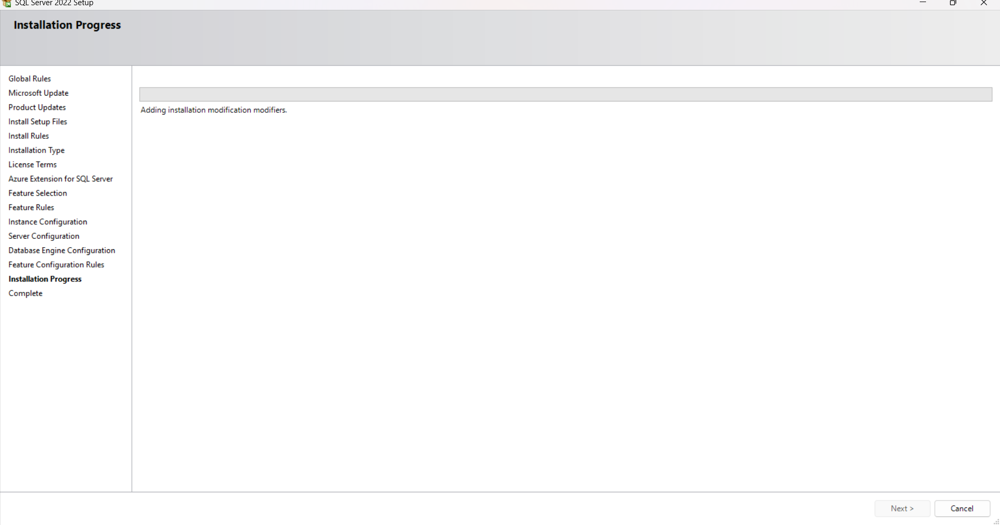 SQL Server 2022 Setup
Installation Progress
Global Rules
Microsoft Update
Product Updates
Install Setup Files
Install Rules
Installation Type
License Terms
Azure Extension for SQL Server
Feature Selection
Feature Rules
Instance Configuration
Server Configuration
Database Engine Configuration
Feature Configuration Rules
Installation Progress
Complete
Adding installation modification modifiers.
Next >
Cancel